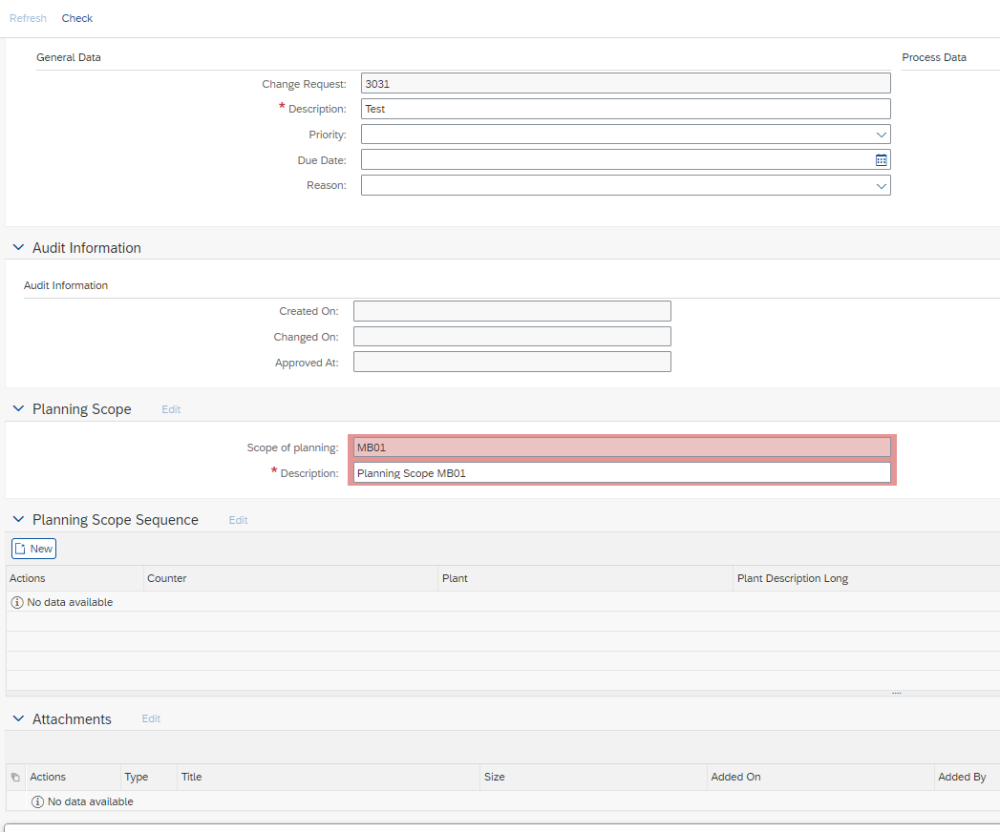 Refresh Check
General Data Process Data
Change Request: 3031
* Description: Test
Priority:
Due Date:
Reason:
Audit Information
Audit Information
Created On:
Changed On:
Approved At:
Planning Scope Edit
Scope of planning: MB01
* Description: Planning Scope MB01
Planning Scope Sequence Edit
New
Actions Counter Plant Plant Description Long
No data available
Attachments Edit
Actions Type Title Size Added On Added By
No data available